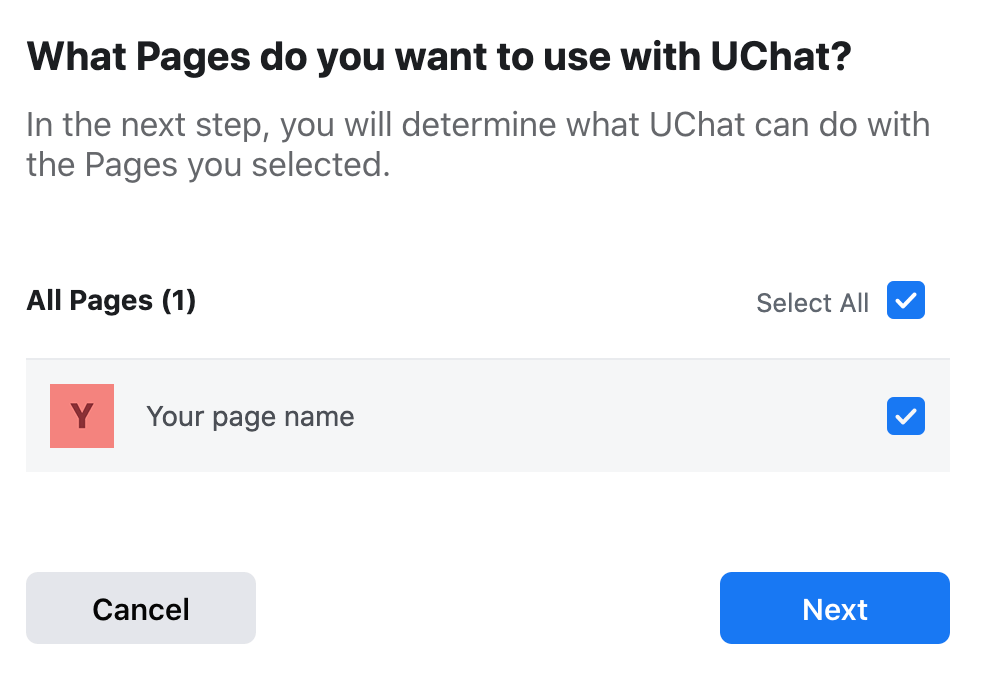 What Pages do you want to use with UChat?
In the next step, you will determine what UChat can do with
the Pages you selected.
All Pages (1)
Select All
Y
Your page name
Cancel
Next